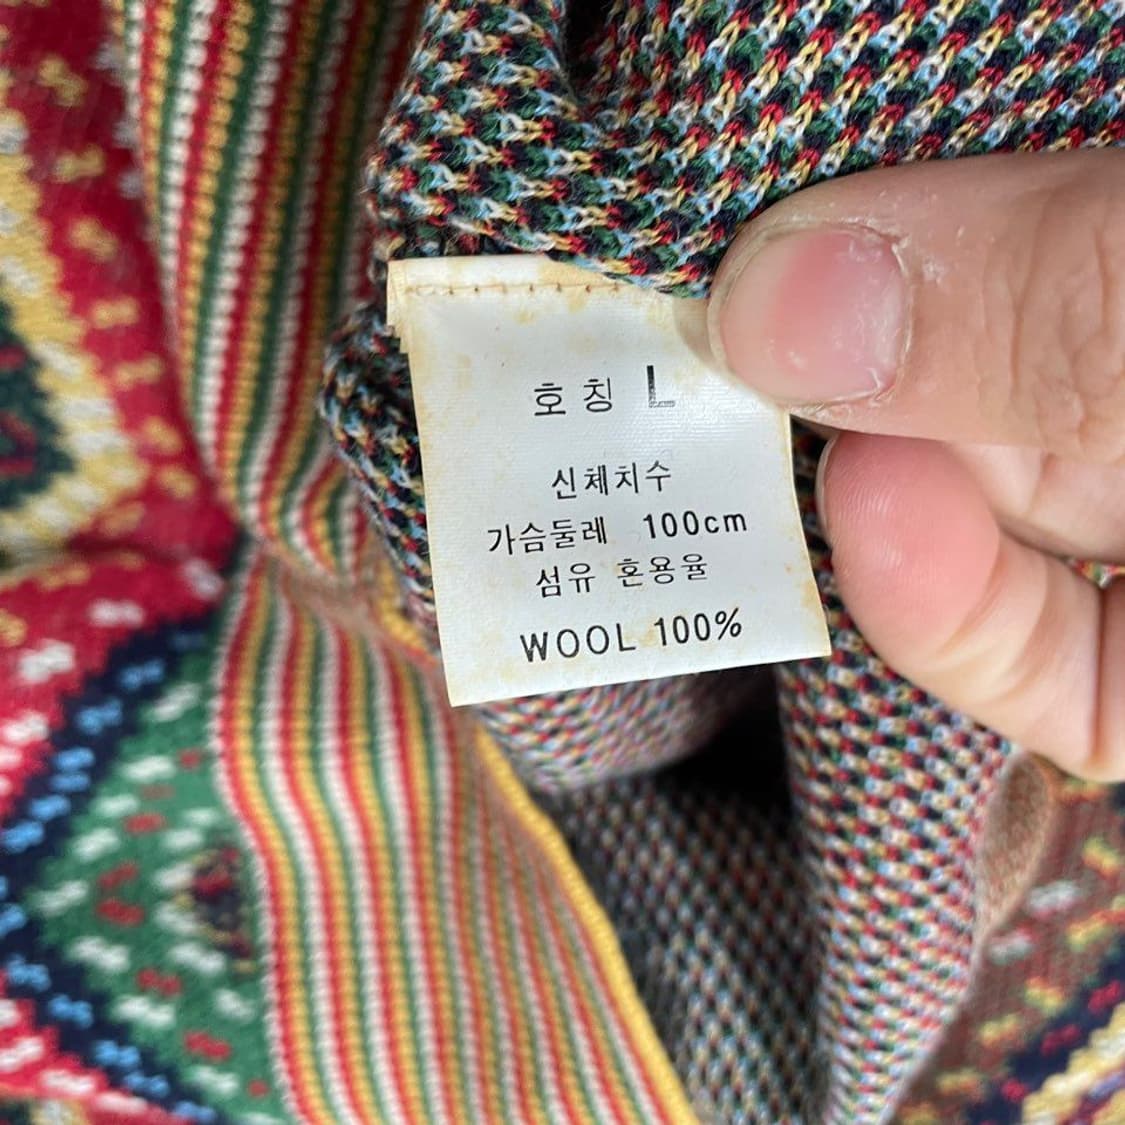 호칭 L
신체치수
가슴둘레 100cm
섬유 혼용율
WOOL 100%